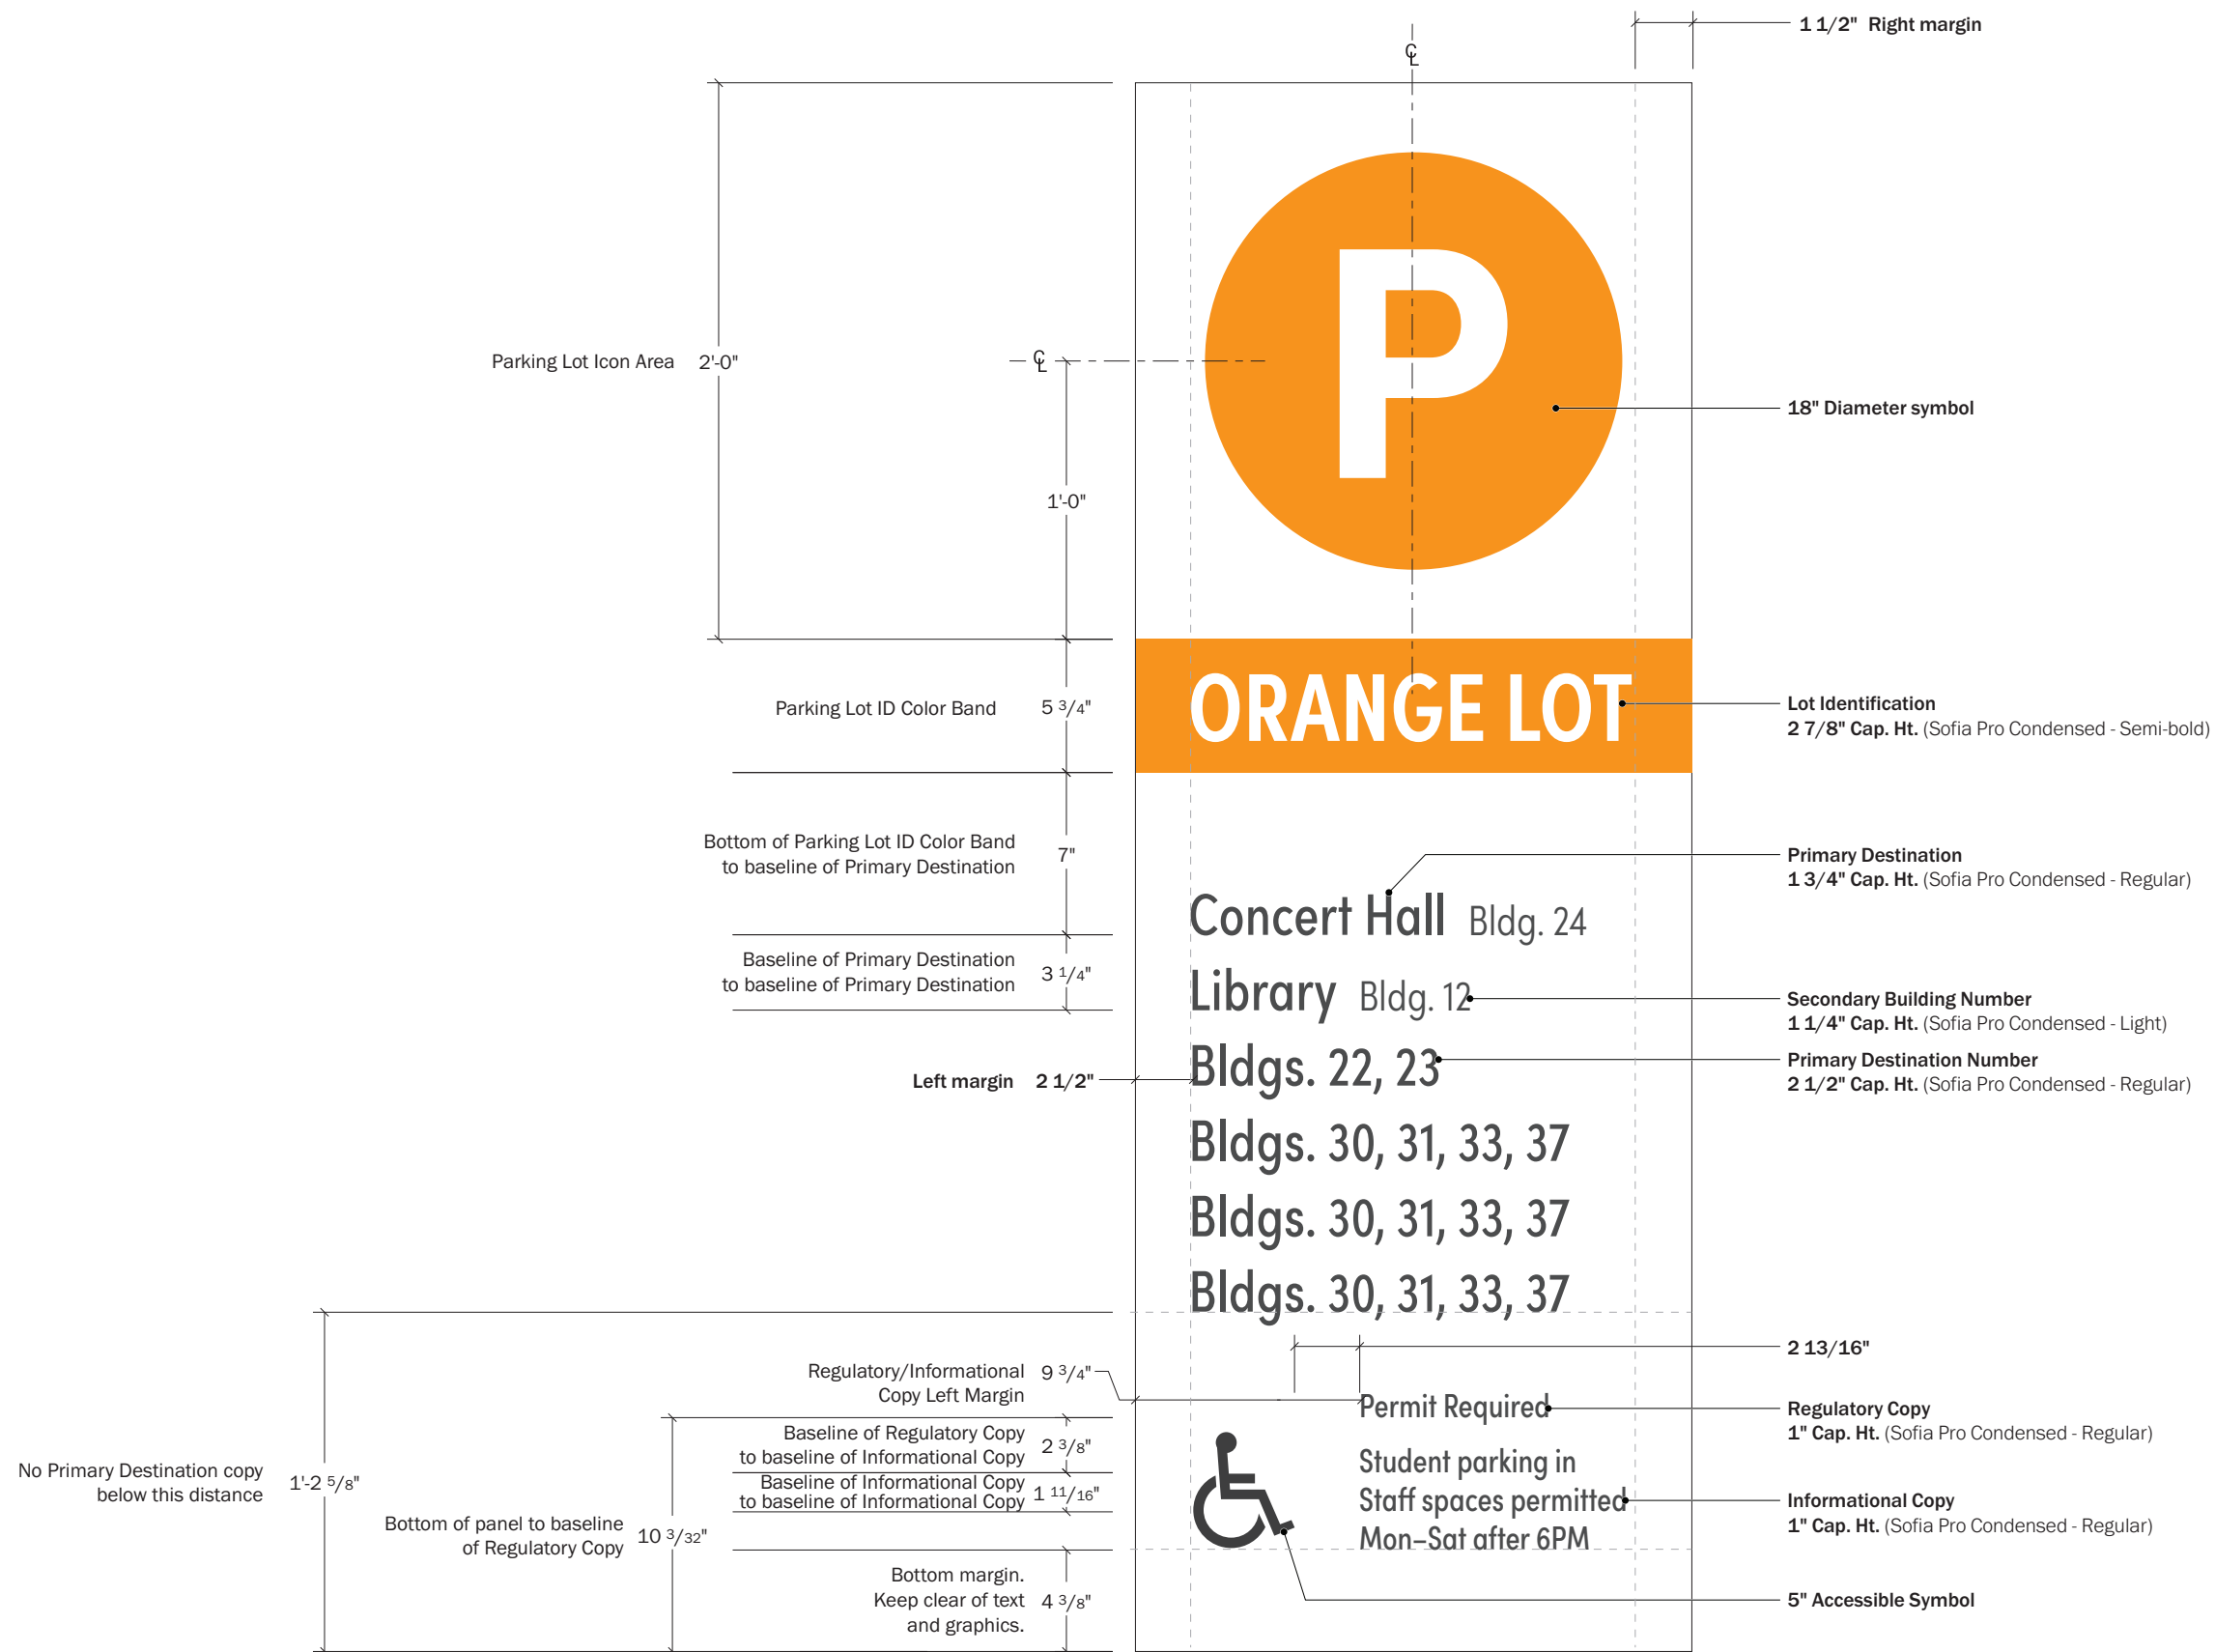 1 1/2" Right margin
CL
P
Parking Lot Icon Area 2'-0"
CL
18" Diameter symbol
1'-0"
ORANGE LOT
Parking Lot ID Color Band 5 3/4"
Lot Identification
2 7/8" Cap. Ht. (Sofia Pro Condensed - Semi-bold)
Bottom of Parking Lot ID Color Band
to baseline of Primary Destination
7"
Primary Destination
1 3/4" Cap. Ht. (Sofia Pro Condensed - Regular)
Concert Hall Bldg. 24
Baseline of Primary Destination
to baseline of Primary Destination
3 1/4"
Library Bldg. 12
Secondary Building Number
1 1/4" Cap. Ht. (Sofia Pro Condensed - Light)
Left margin 2 1/2"
Bldgs. 22, 23
Primary Destination Number
2 1/2" Cap. Ht. (Sofia Pro Condensed - Regular)
Bldgs. 30, 31, 33, 37
Bldgs. 30, 31, 33, 37
Bldgs. 30, 31, 33, 37
2 13/16"
Regulatory/Informational
Copy Left Margin
9 3/4"
Permit Required
Regulatory Copy
1" Cap. Ht. (Sofia Pro Condensed - Regular)
Baseline of Regulatory Copy
to baseline of Informational Copy
2 3/8"
Baseline of Informational Copy
to baseline of Informational Copy
1 11/16"
No Primary Destination copy
below this distance
1'-2 5/8"
Bottom of panel to baseline
of Regulatory Copy
10 3/32"
Student parking in
Staff spaces permitted
Mon–Sat after 6PM
Informational Copy
1" Cap. Ht. (Sofia Pro Condensed - Regular)
Bottom margin.
Keep clear of text
and graphics.
4 3/8"
5" Accessible Symbol